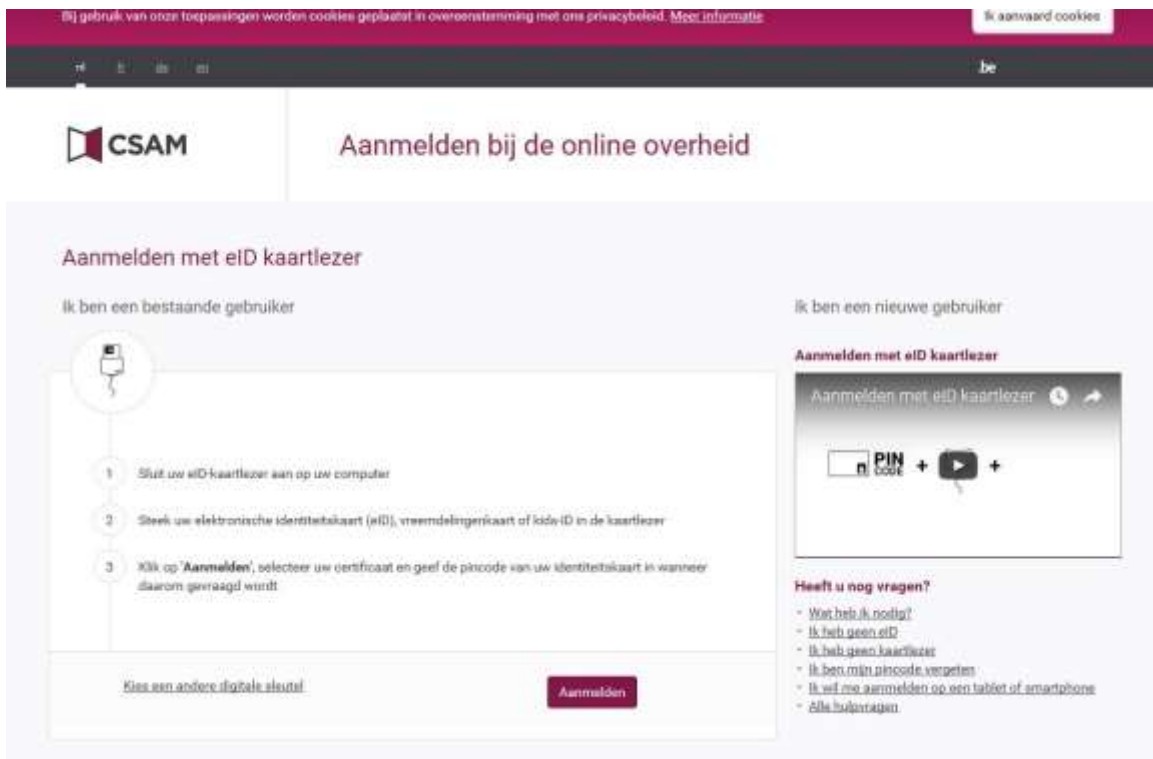 Bij gebruik van onze toepassingen worden cookies geplaatst in overeenstemming met ons privacybeleid. Meer informatie
Ik aanvaard cookies
nl fr de en
.be
CSAM
Aanmelden bij de online overheid
Aanmelden met eID kaartlezer
Ik ben een bestaande gebruiker
1 Sluit uw eID-kaartlezer aan op uw computer
2 Steek uw elektronische identiteitskaart (eID), vreemdelingenkaart of kids-ID in de kaartlezer
3 Klik op 'Aanmelden', selecteer uw certificaat en geef de pincode van uw identiteitskaart in wanneer
daarom gevraagd wordt
Kies een andere digitale sleutel
Aanmelden
Ik ben een nieuwe gebruiker
Aanmelden met eID kaartlezer
Aanmelden met eID kaartlezer
n PIN CODE + +
Heeft u nog vragen?
Wat heb ik nodig?
Ik heb geen eID
Ik heb geen kaartlezer
Ik ben mijn pincode vergeten
Ik wil me aanmelden op een tablet of smartphone
Alle hulpvragen